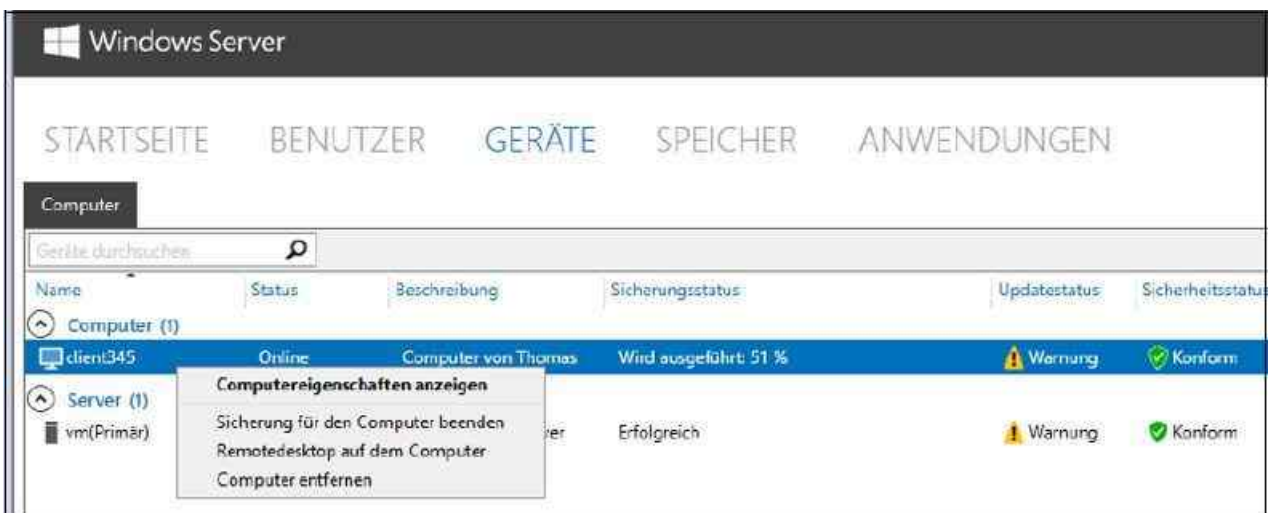 Windows Server
STARTSEITE BENUTZER GERÄTE SPEICHER ANWENDUNGEN
Computer
Geräte durchsuchen
Name Status Beschreibung Sicherungsstatus Updatestatus Sicherheitsstatus
Computer (1)
client345 Online Computer von Thomas Wird ausgeführt: 51 % Warnung Konform
Computereigenschaften anzeigen
Server (1)
Sicherung für den Computer beenden
vm(Primär) ver Erfolgreich Warnung Konform
Remotedesktop auf dem Computer
Computer entfernen